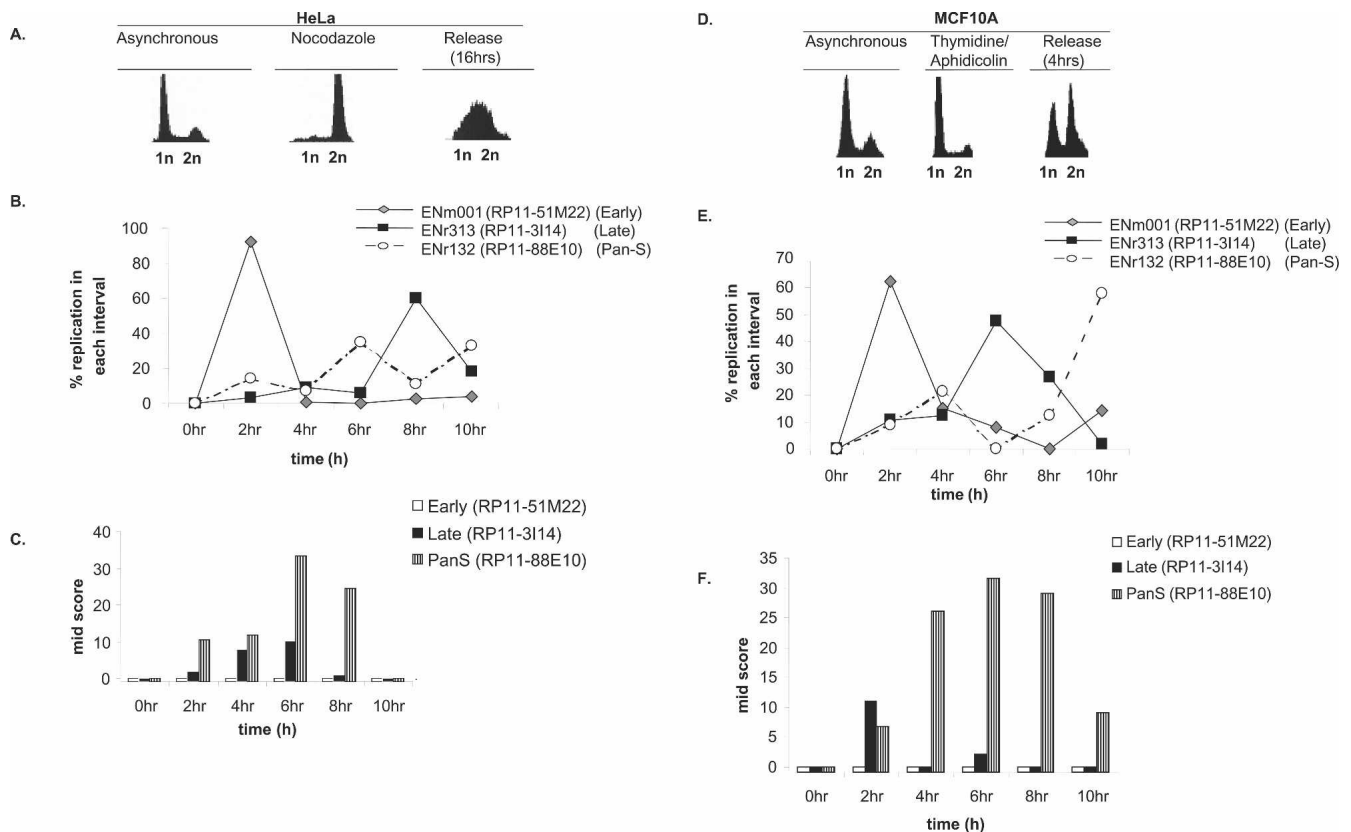 A.
HeLa
Asynchronous Nocodazole Release
(16hrs)
1n 2n 1n 2n 1n 2n
B.
ENm001 (RP11-51M22) (Early)
ENr313 (RP11-3I14) (Late)
ENr132 (RP11-88E10) (Pan-S)
% replication in
each interval
100
80
60
40
20
0
0hr 2hr 4hr 6hr 8hr 10hr
time (h)
C.
Early (RP11-51M22)
Late (RP11-3I14)
PanS (RP11-88E10)
mid score
40
30
20
10
0
0hr 2hr 4hr 6hr 8hr 10hr
time (h)
D.
MCF10A
Asynchronous Thymidine/ Release
Aphidicolin (4hrs)
1n 2n 1n 2n 1n 2n
E.
ENm001 (RP11-51M22) (Early)
ENr313 (RP11-3I14) (Late)
ENr132 (RP11-88E10) (Pan-S)
% replication in
each interval
70
60
50
40
30
20
10
0
0hr 2hr 4hr 6hr 8hr 10hr
time (h)
F.
Early (RP11-51M22)
Late (RP11-3I14)
PanS (RP11-88E10)
mid score
35
30
25
20
15
10
5
0
0hr 2hr 4hr 6hr 8hr 10hr
time (h)